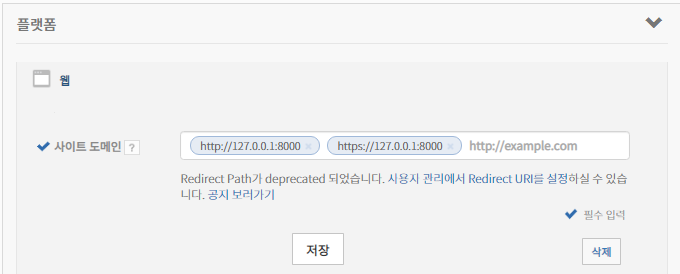 플랫폼
웹
사이트 도메인 ? http://127.0.0.1:8000 × https://127.0.0.1:8000 × http://example.com
Redirect Path가 deprecated 되었습니다. 사용자 관리에서 Redirect URI를 설정하실 수 있습
니다. 공지 보러가기
필수 입력
저장 삭제